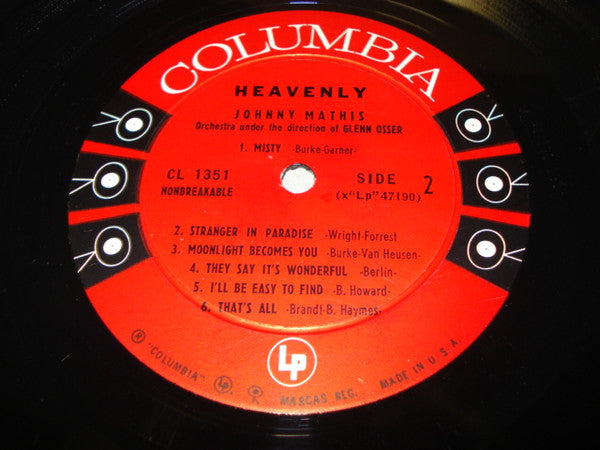 COLUMBIA
HEAVENLY
JOHNNY MATHIS
Orchestra under the direction of GLENN OSSER
1. MISTY -Burke-Garner-
CL 1351
NONBREAKABLE
SIDE 2
(x"Lp"47190)
2. STRANGER IN PARADISE -Wright-Forrest
3. MOONLIGHT BECOMES YOU -Burke-Van Heusen-
4. THEY SAY IT'S WONDERFUL -Berlin-
5. I'LL BE EASY TO FIND -B. Howard-
6. THAT'S ALL -Brandt-B. Haymes-
Lp
® "COLUMBIA" Lp. MARCAS REG. MADE IN U.S.A.